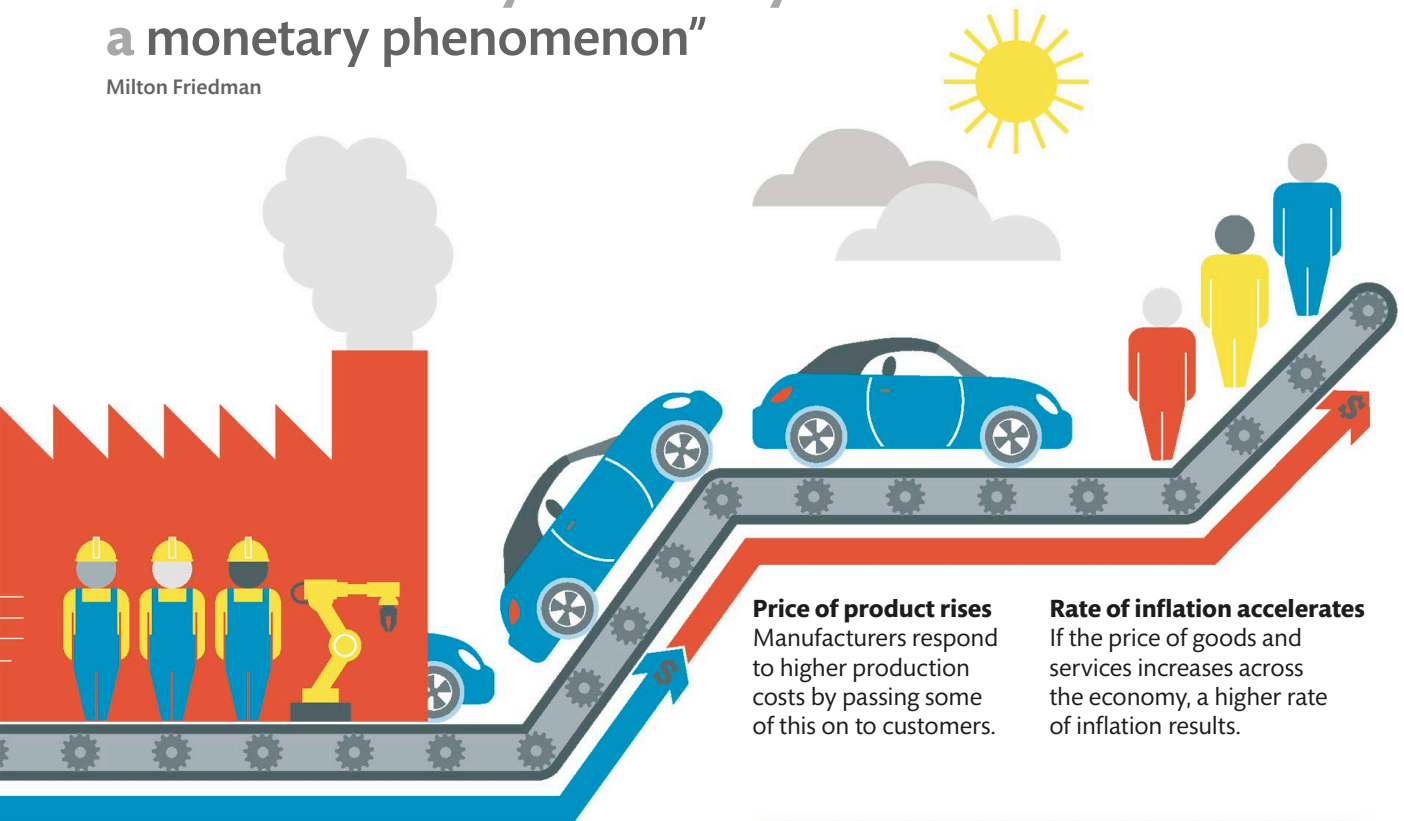 a monetary phenomenon”
Milton Friedman
$
$
Price of product rises
Manufacturers respond
to higher production
costs by passing some
of this on to customers.
Rate of inflation accelerates
If the price of goods and
services increases across
the economy, a higher rate
of inflation results.